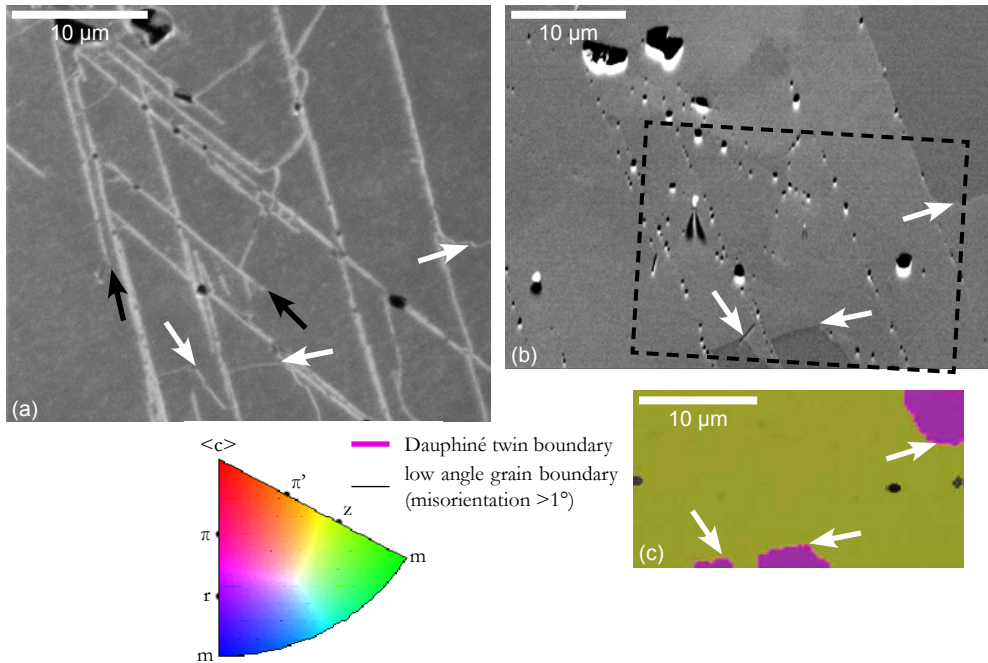 10 µm
(a)
10 µm
(b)
10 µm
(c)
<c>
π'
z
m
π
r
m
Dauphiné twin boundary
low angle grain boundary
(misorientation >1°)